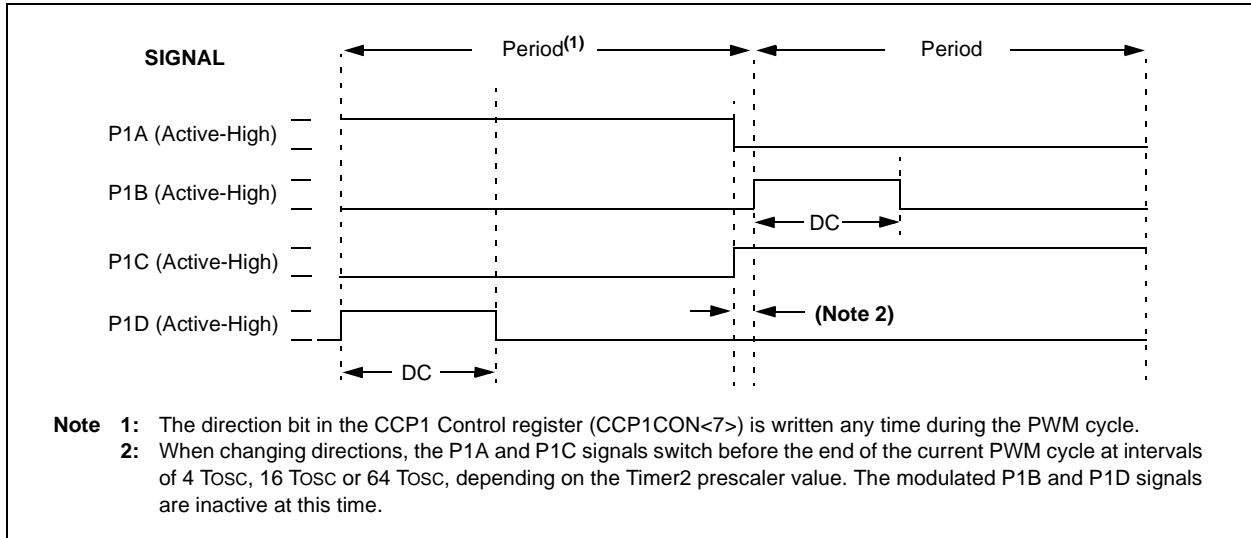 SIGNAL
Period(1)
Period
P1A (Active-High)
P1B (Active-High)
DC
P1C (Active-High)
P1D (Active-High)
(Note 2)
DC
Note 1: The direction bit in the CCP1 Control register (CCP1CON<7>) is written any time during the PWM cycle.
2: When changing directions, the P1A and P1C signals switch before the end of the current PWM cycle at intervals
of 4 TOSC, 16 TOSC or 64 TOSC, depending on the Timer2 prescaler value. The modulated P1B and P1D signals
are inactive at this time.